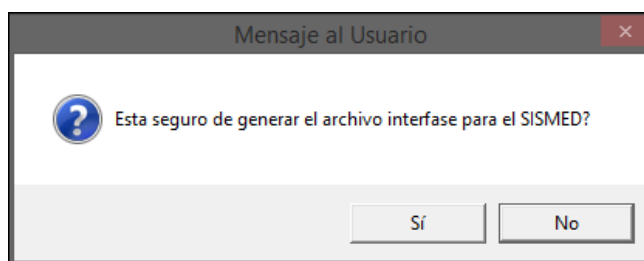 Mensaje al Usuario
Esta seguro de generar el archivo interfase para el SISMED?
Sí
No